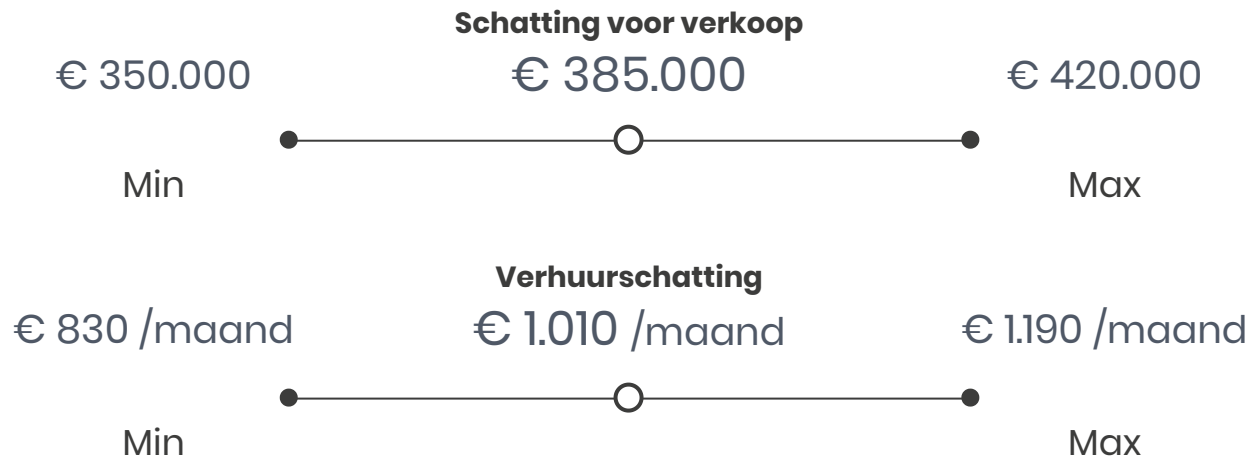 Schatting voor verkoop
€ 350.000 € 385.000 € 420.000
Min Max
Verhuurschatting
€ 830 /maand € 1.010 /maand € 1.190 /maand
Min Max